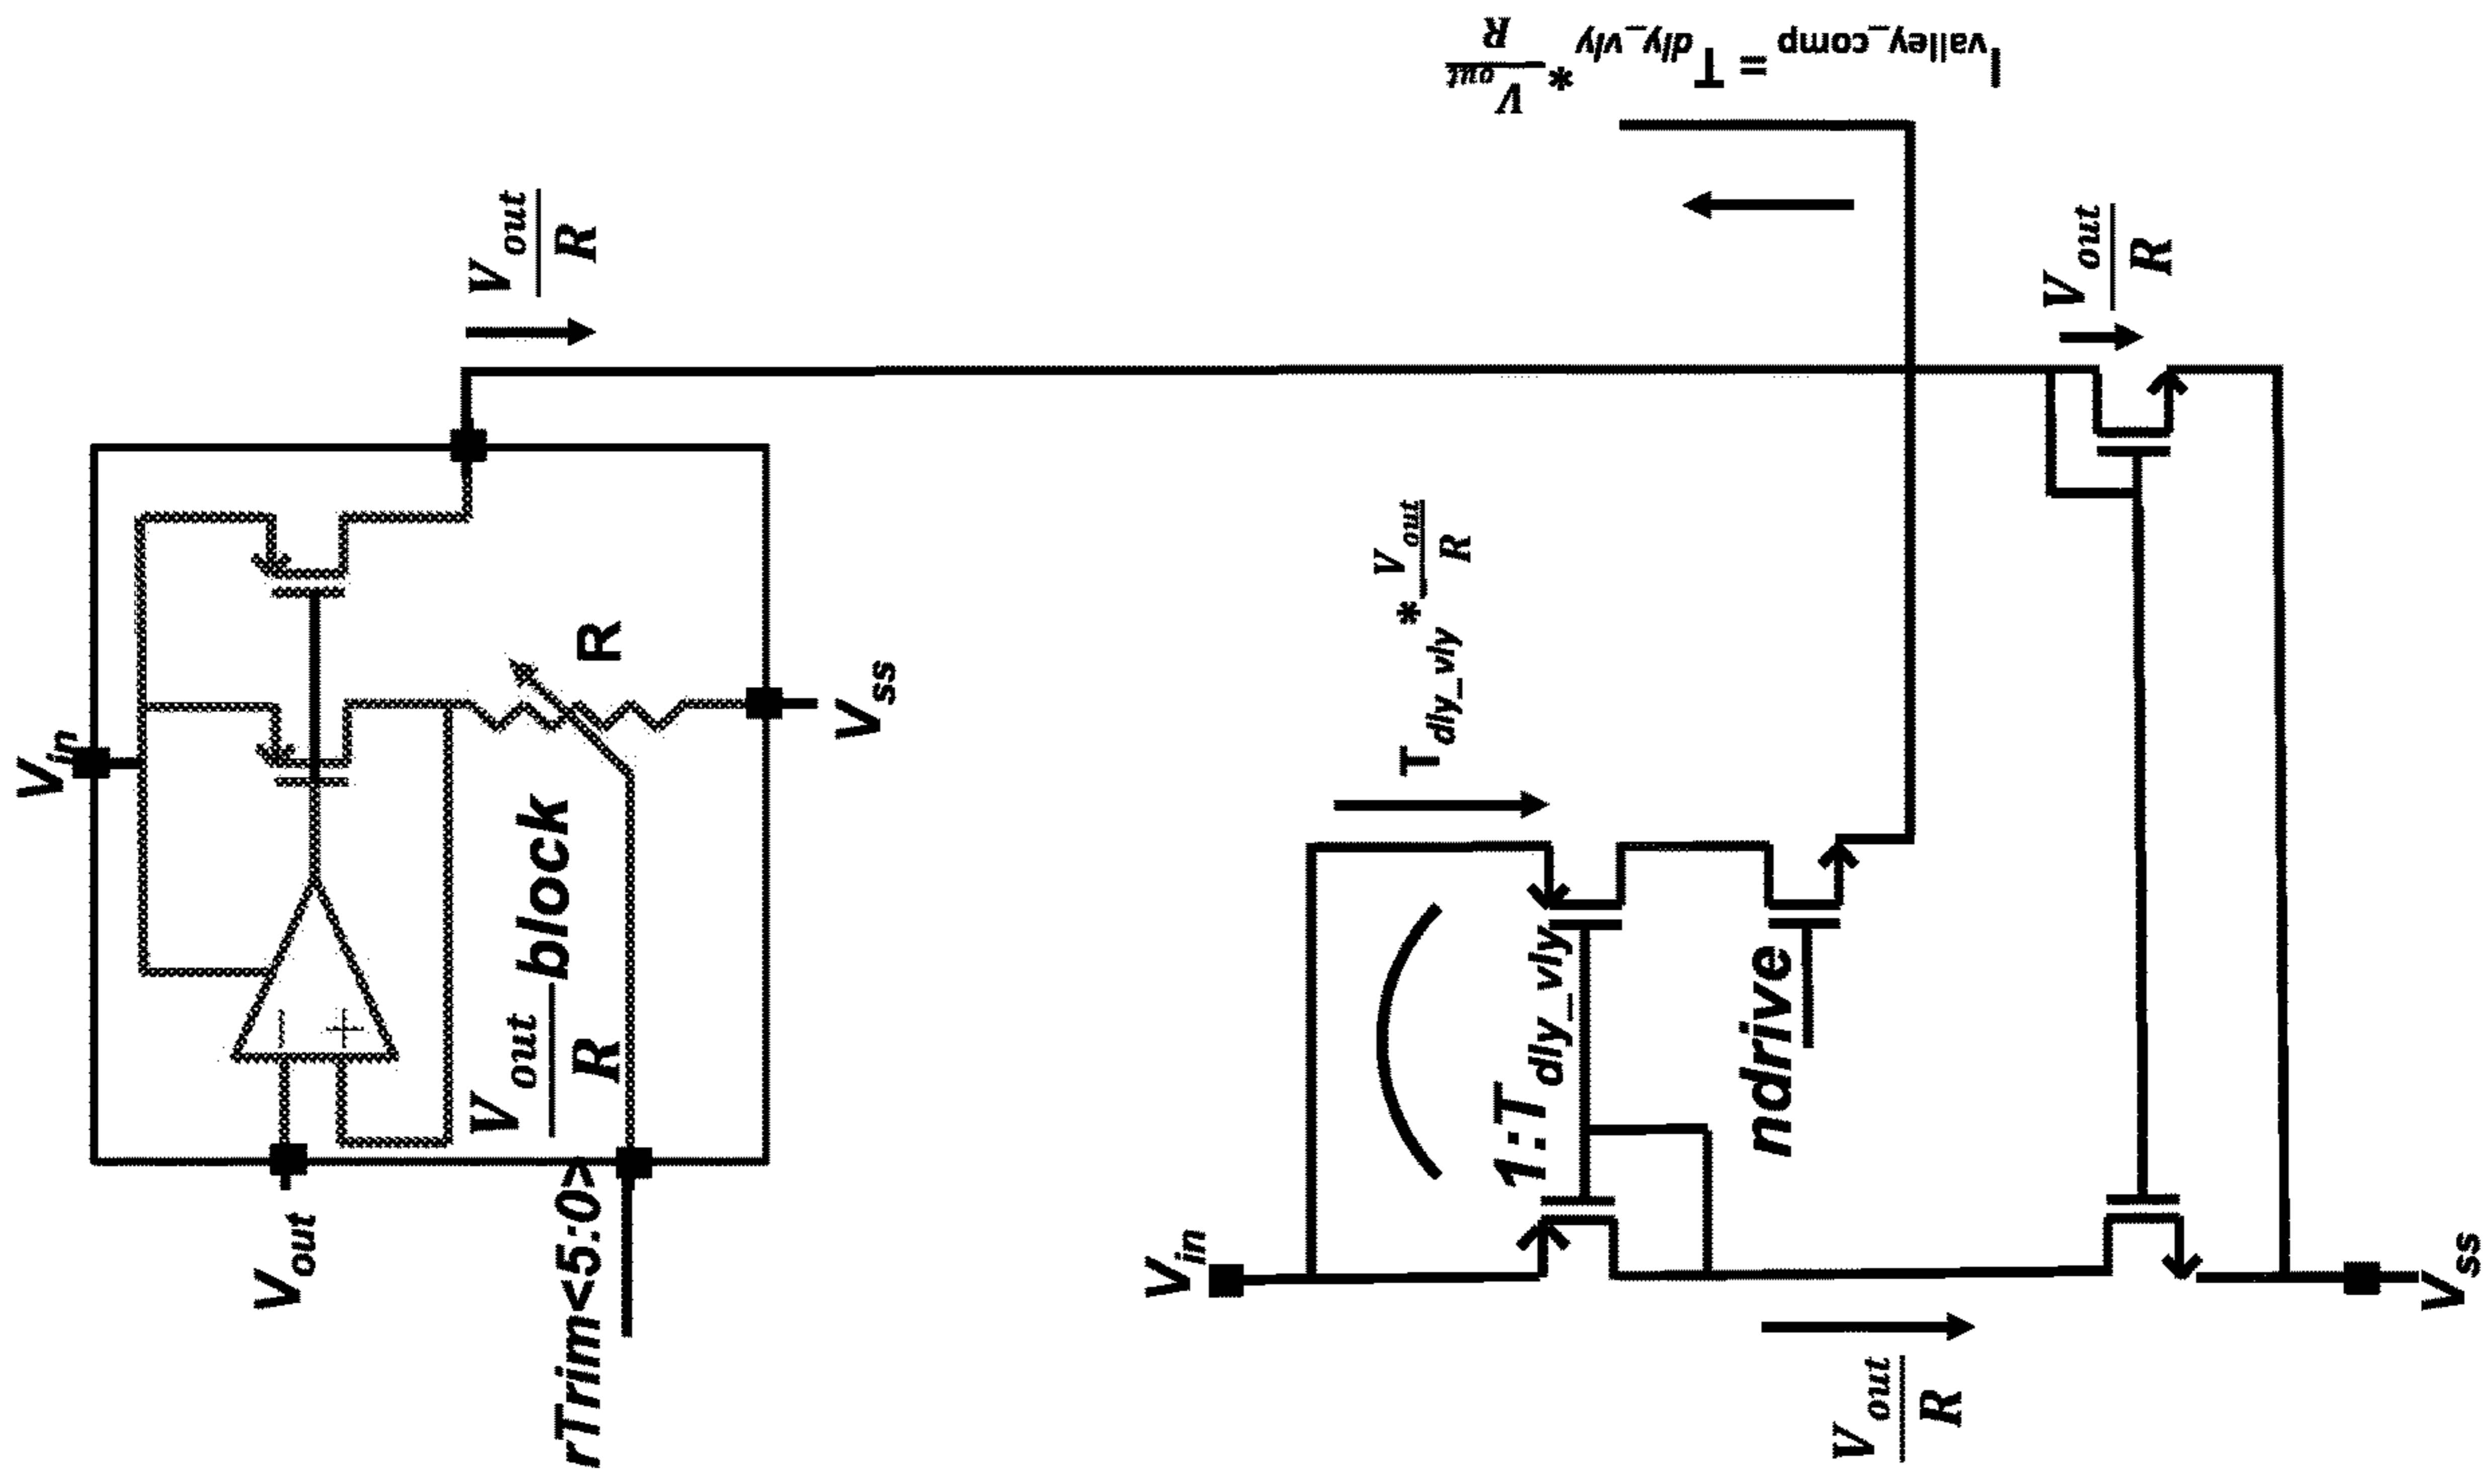 V_in
V_out
rTrim<5:0>
− +
V_out/R block
R
V_ss
V_out/R
V_in
1:T_dly_vly
T_dly_vly * V_out/R
ndrive
V_out/R
I_valley_comp = T_dly_vly * V_out/R
V_out/R
V_ss